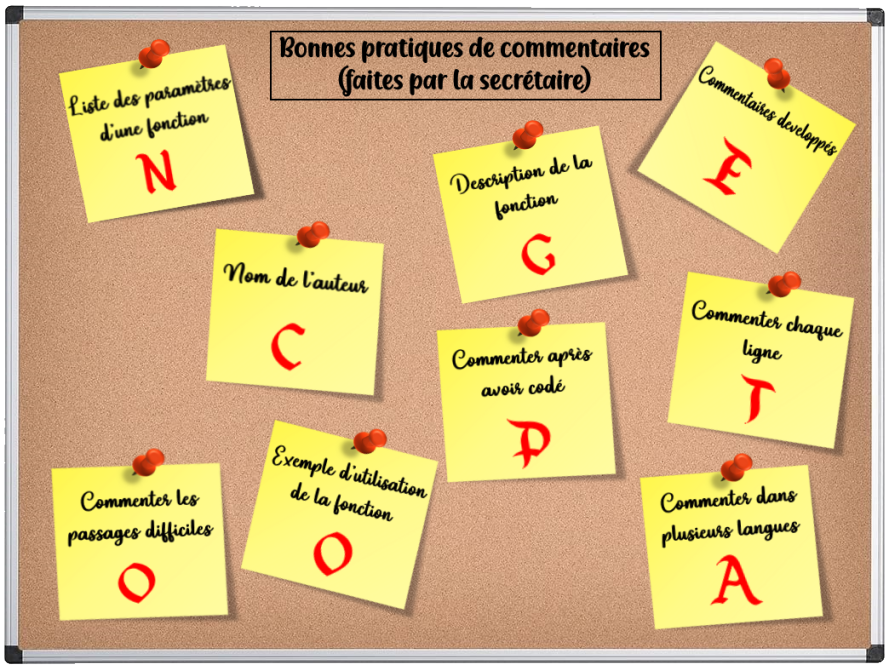 Bonnes pratiques de commentaires
(faites par la secrétaire)
Liste des paramètres
d'une fonction
N
Commentaires developpés
E
Description de la
fonction
G
Nom de l'auteur
C
Commenter chaque
ligne
T
Commenter après
avoir codé
D
Commenter les
passages difficiles
O
Exemple d'utilisation
de la fonction
O
Commenter dans
plusieurs langues
A